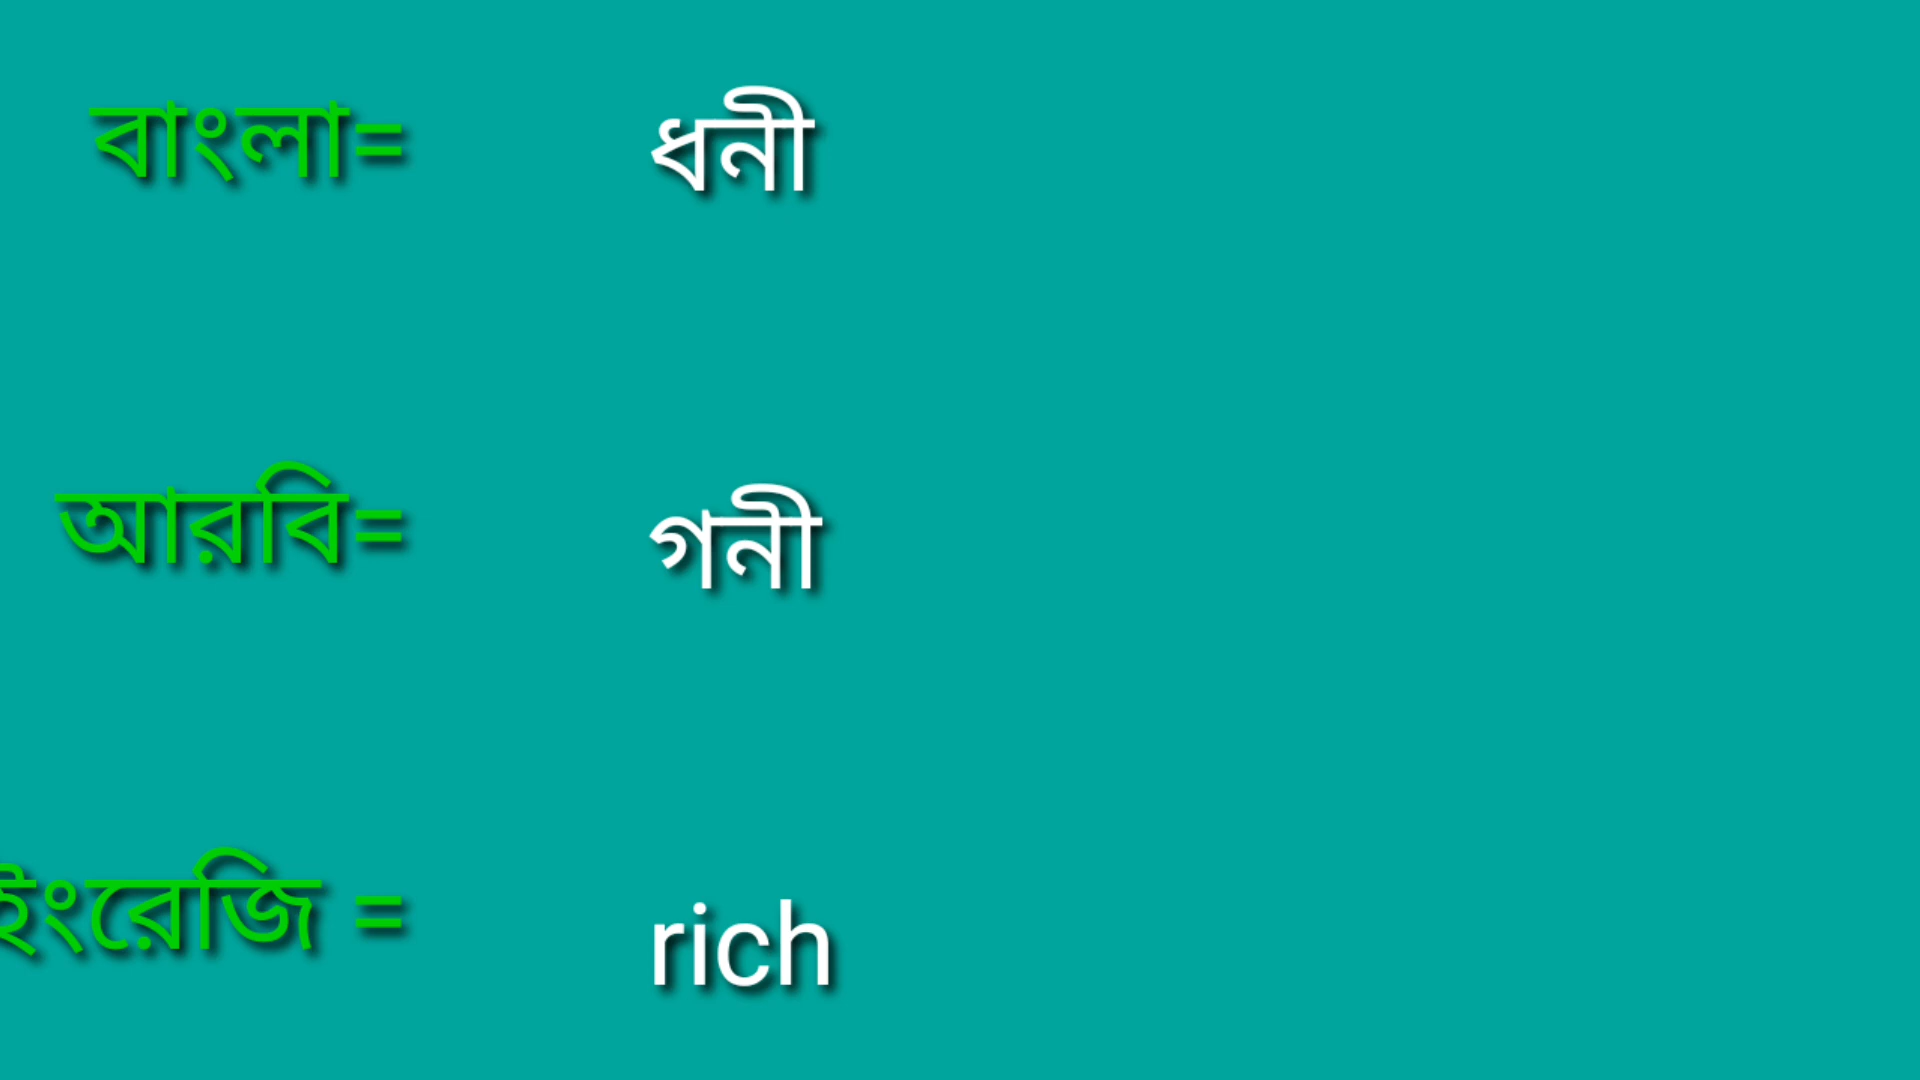 বাংলা= ধনী
আরবি= গনী
ইংরেজি = rich